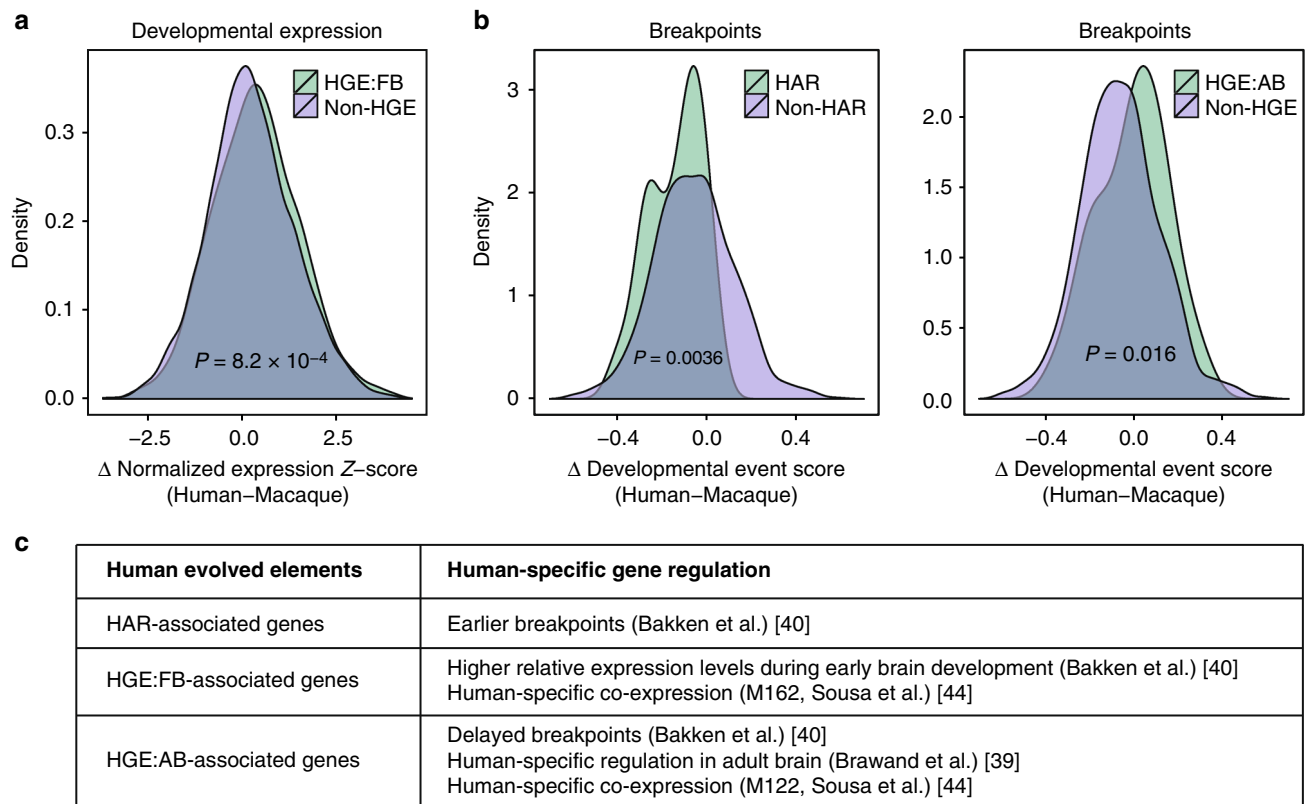 a
Developmental expression
HGE:FB
Non-HGE
0.3
0.2
0.1
0.0
Density
P = 8.2 × 10⁻⁴
−2.5 0.0 2.5
Δ Normalized expression Z−score
(Human−Macaque)
b
Breakpoints
HAR
Non-HAR
3
2
1
0
Density
P = 0.0036
−0.4 0.0 0.4
Δ Developmental event score
(Human−Macaque)
Breakpoints
HGE:AB
Non-HGE
2.0
1.5
1.0
0.5
0.0
P = 0.016
−0.4 0.0 0.4
Δ Developmental event score
(Human−Macaque)
c
Human evolved elements Human-specific gene regulation
HAR-associated genes Earlier breakpoints (Bakken et al.) [40]
HGE:FB-associated genes
Higher relative expression levels during early brain development (Bakken et al.) [40]
Human-specific co-expression (M162, Sousa et al.) [44]
HGE:AB-associated genes
Delayed breakpoints (Bakken et al.) [40]
Human-specific regulation in adult brain (Brawand et al.) [39]
Human-specific co-expression (M122, Sousa et al.) [44]